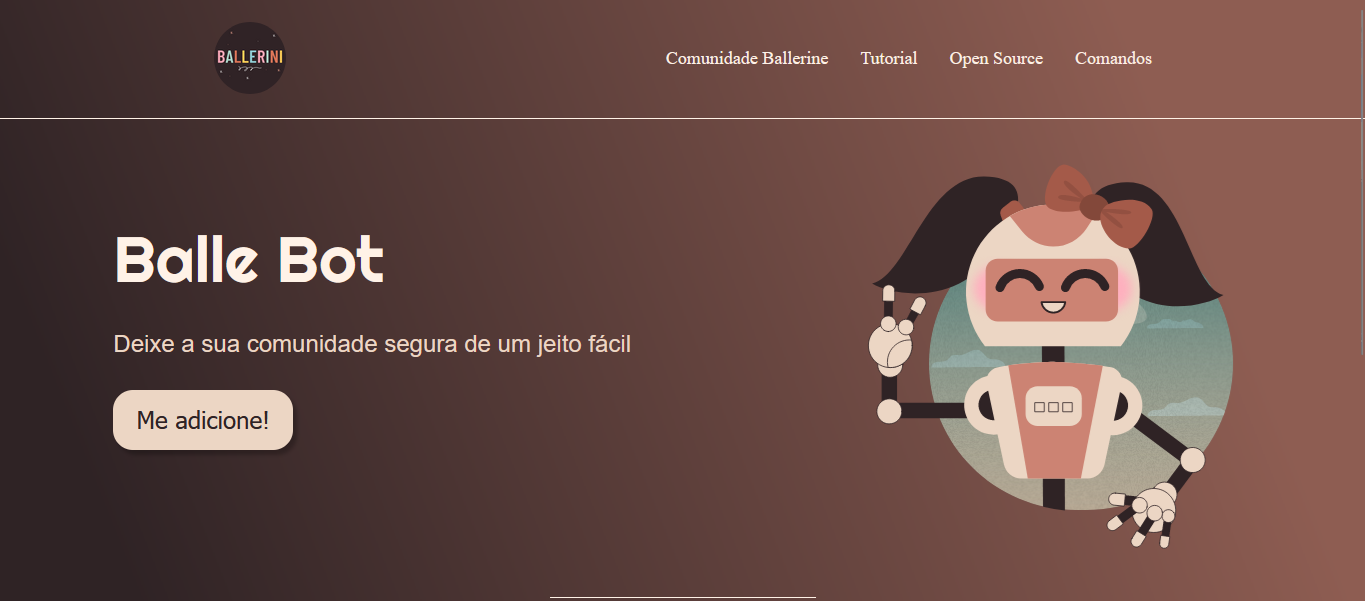 BALLERINI
Comunidade Ballerine Tutorial Open Source Comandos
Balle Bot
Deixe a sua comunidade segura de um jeito fácil
Me adicione!